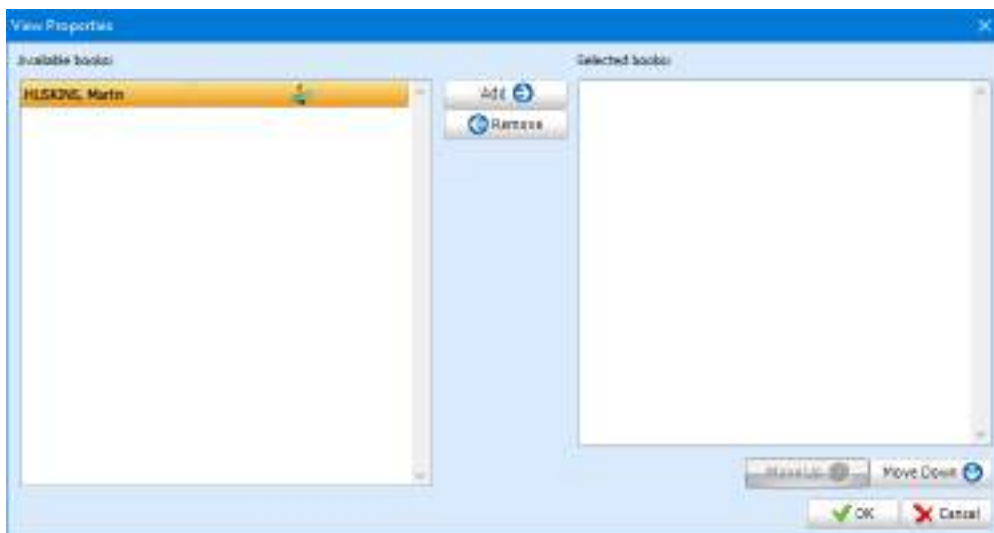 View Properties
Available books:
Selected books:
HUSKINS, Martin
Add
Remove
Move Up
Move Down
OK
Cancel